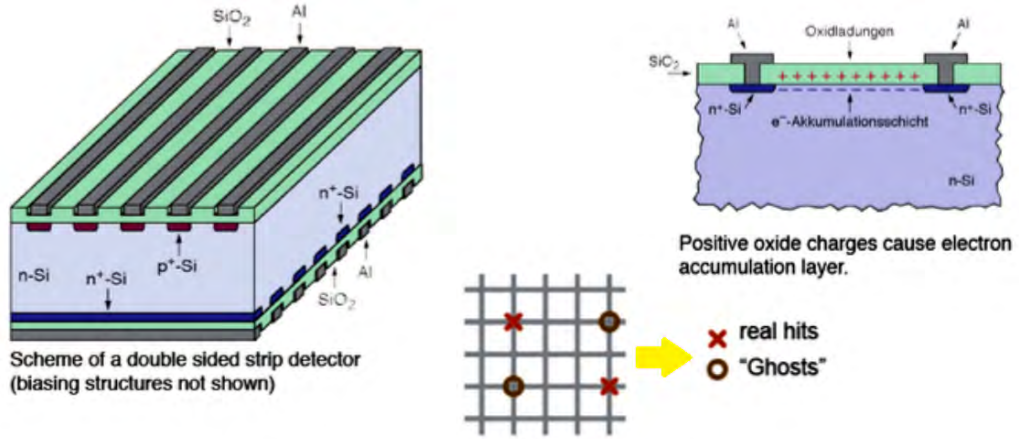 SiO2
Al
n+-Si
n-Si
n+-Si
p+-Si
Al
SiO2
Scheme of a double sided strip detector
(biasing structures not shown)
Al
Oxidladungen
Al
SiO2
+ + + + + + + + +
n+-Si
n+-Si
e--Akkumulationsschicht
n-Si
Positive oxide charges cause electron
accumulation layer.
real hits
"Ghosts"